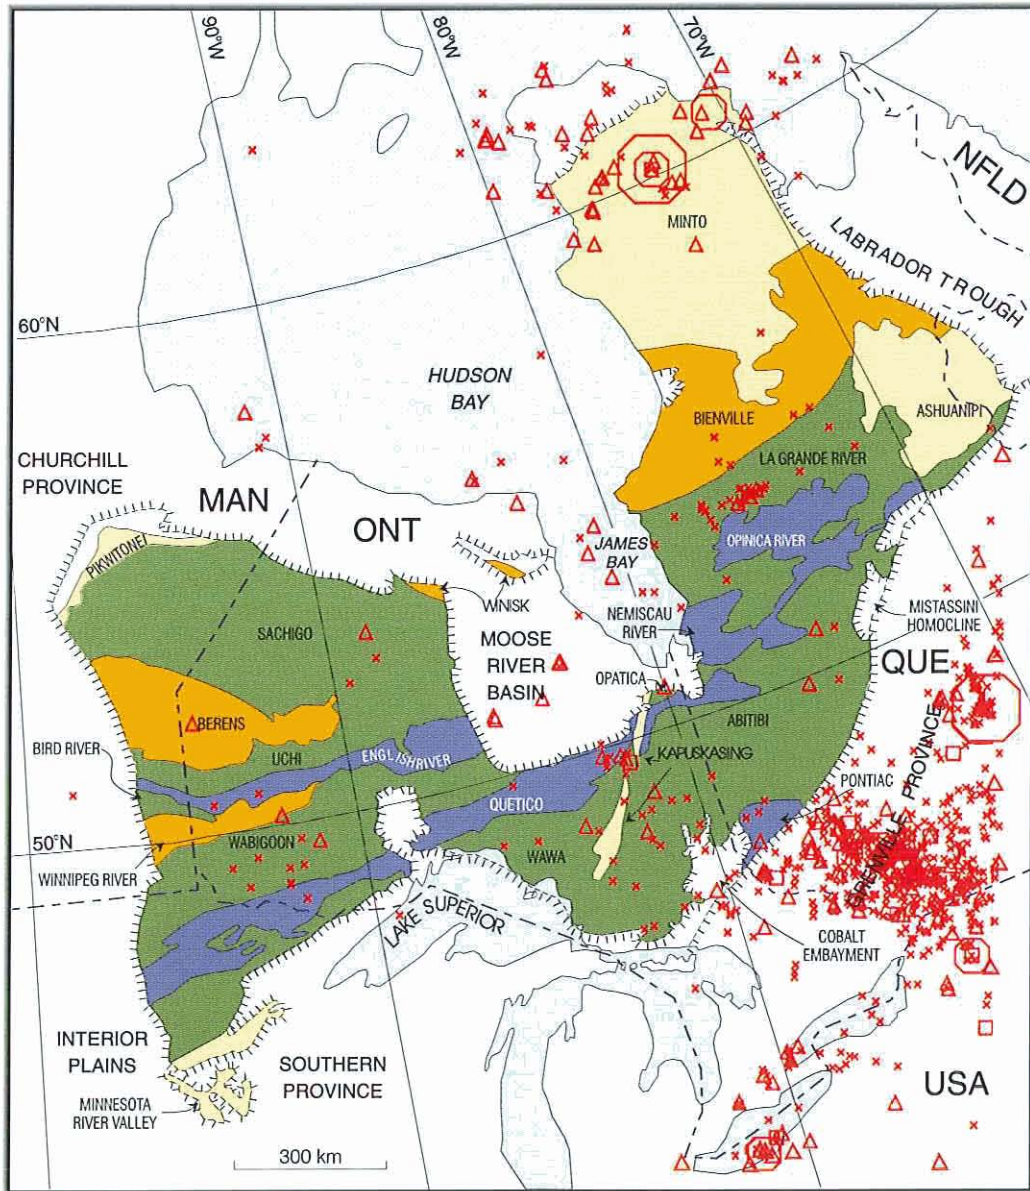 90°W
80°W
70°W
NFLD
MINTO
LABRADOR TROUGH
60°N
HUDSON
BAY
BIENVILLE
ASHUANIPI
LA GRANDE RIVER
CHURCHILL
PROVINCE
MAN
ONT
PIKWITONEI
OPINICA RIVER
JAMES
BAY
WINISK
NEMISCAU
RIVER
MISTASSINI
HOMOCLINE
SACHIGO
MOOSE
RIVER
BASIN
QUE
OPATICA
BERENS
ABITIBI
BIRD RIVER
UCHI
ENGLISH RIVER
KAPUSKASING
GRENVILLE PROVINCE
PONTIAC
QUETICO
50°N
WABIGOON
WAWA
WINNIPEG RIVER
LAKE SUPERIOR
COBALT
EMBAYMENT
INTERIOR
PLAINS
SOUTHERN
PROVINCE
USA
MINNESOTA
RIVER VALLEY
300 km